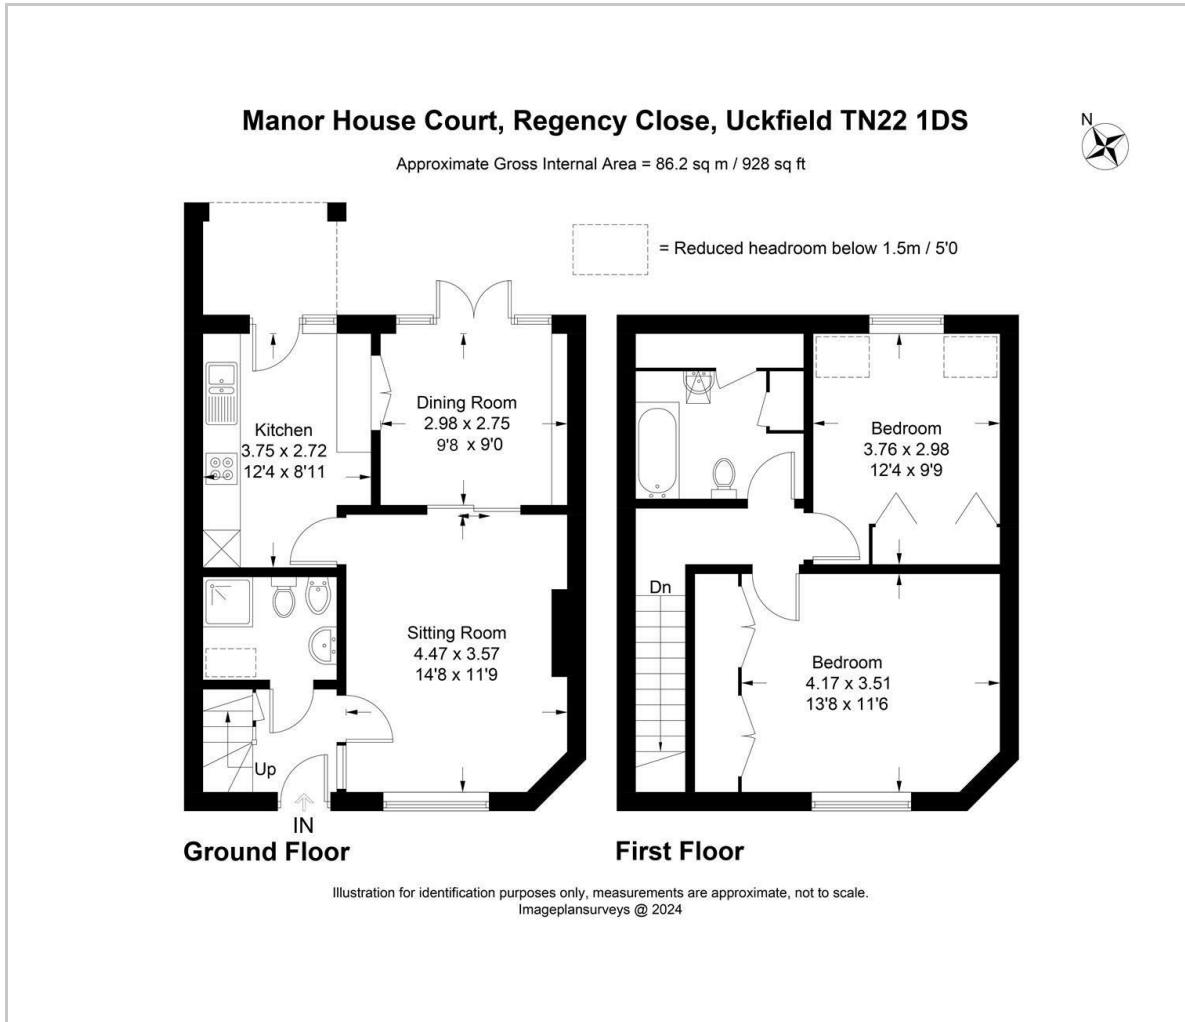 Manor House Court, Regency Close, Uckfield TN22 1DS
N
Approximate Gross Internal Area = 86.2 sq m / 928 sq ft
= Reduced headroom below 1.5m / 5'0
Kitchen
3.75 x 2.72
12'4 x 8'11
Dining Room
2.98 x 2.75
9'8 x 9'0
Sitting Room
4.47 x 3.57
14'8 x 11'9
Up
IN
Ground Floor
Bedroom
3.76 x 2.98
12'4 x 9'9
Dn
Bedroom
4.17 x 3.51
13'8 x 11'6
First Floor
Illustration for identification purposes only, measurements are approximate, not to scale.
Imageplansurveys @ 2024